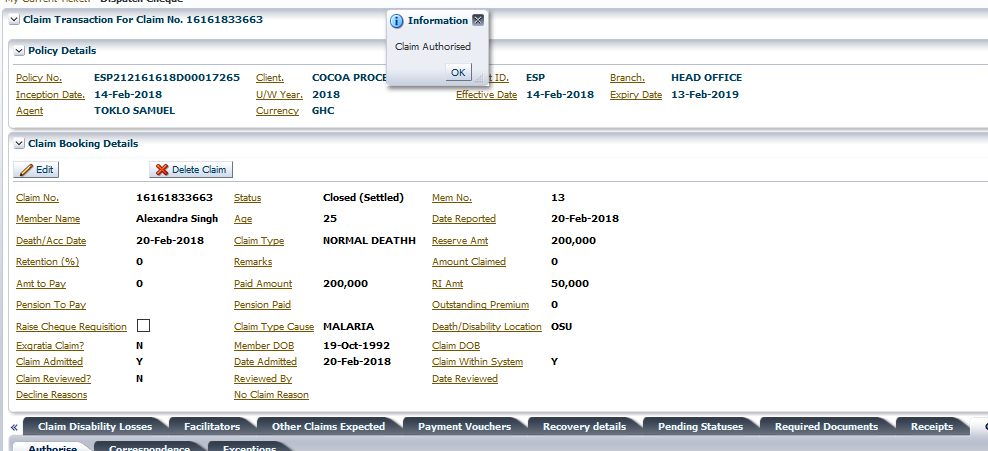 Claim Transaction For Claim No. 16161833663
Information
Claim Authorised
OK
Policy Details
Policy No. ESP212161618D00017265 Client. COCOA PROCE ID. ESP Branch. HEAD OFFICE
Inception Date. 14-Feb-2018 U/W Year. 2018 Effective Date 14-Feb-2018 Expiry Date 13-Feb-2019
Agent TOKLO SAMUEL Currency GHC
Claim Booking Details
Edit Delete Claim
Claim No. 16161833663 Status Closed (Settled) Mem No. 13
Member Name Alexandra Singh Age 25 Date Reported 20-Feb-2018
Death/Acc Date 20-Feb-2018 Claim Type NORMAL DEATHH Reserve Amt 200,000
Retention (%) 0 Remarks Amount Claimed 0
Amt to Pay 0 Paid Amount 200,000 RI Amt 50,000
Pension To Pay Pension Paid Outstanding Premium 0
Raise Cheque Requisition Claim Type Cause MALARIA Death/Disability Location OSU
Exgratia Claim? N Member DOB 19-Oct-1992 Claim DOB
Claim Admitted Y Date Admitted 20-Feb-2018 Claim Within System Y
Claim Reviewed? N Reviewed By Date Reviewed
Decline Reasons No Claim Reason
Claim Disability Losses Facilitators Other Claims Expected Payment Vouchers Recovery details Pending Statuses Required Documents Receipts
Authorise Correspondence Exceptions